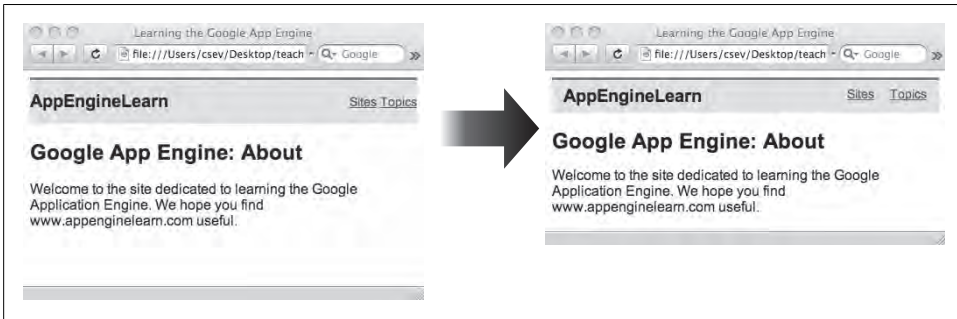 Learning the Google App Engine
file:///Users/csev/Desktop/teach
Google
AppEngineLearn
Sites Topics
Google App Engine: About
Welcome to the site dedicated to learning the Google
Application Engine. We hope you find
www.appenginelearn.com useful.
Learning the Google App Engine
file:///Users/csev/Desktop/teach
Google
AppEngineLearn
Sites Topics
Google App Engine: About
Welcome to the site dedicated to learning the Google
Application Engine. We hope you find
www.appenginelearn.com useful.